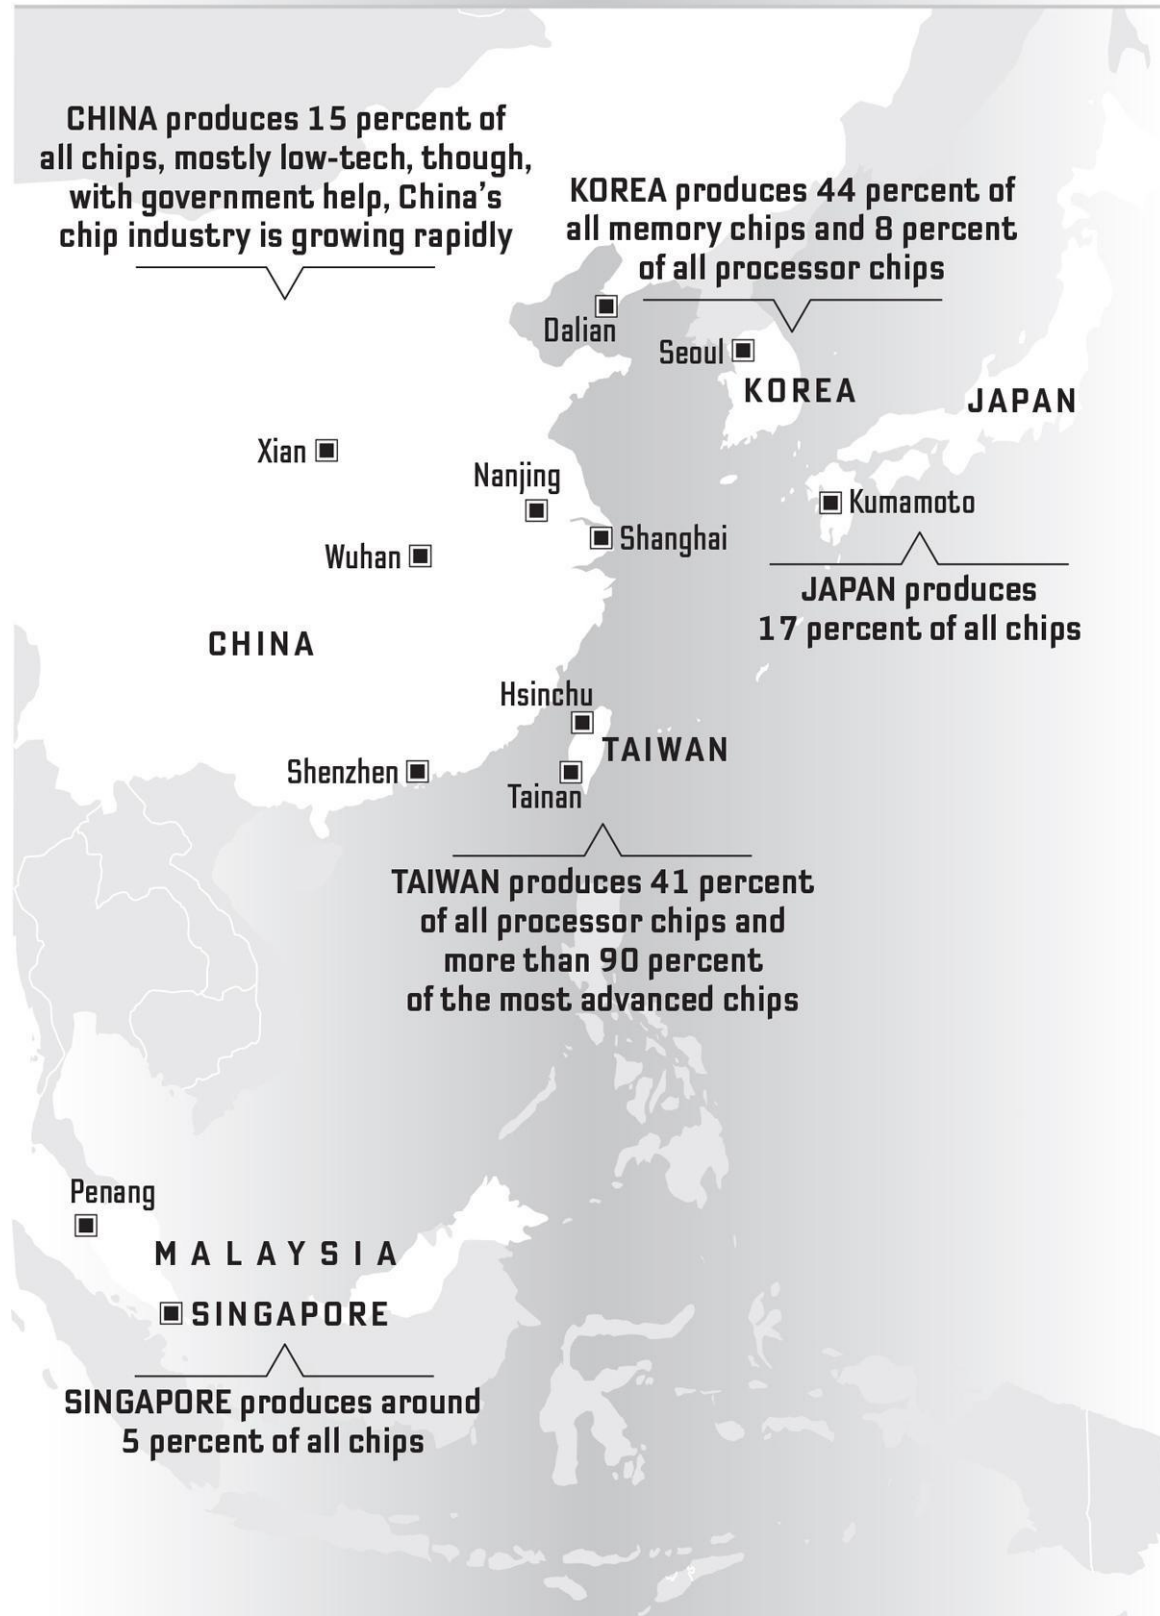 CHINA produces 15 percent of
all chips, mostly low-tech, though,
with government help, China's
chip industry is growing rapidly
KOREA produces 44 percent of
all memory chips and 8 percent
of all processor chips
Dalian
Seoul
KOREA
JAPAN
Xian
Nanjing
Kumamoto
Shanghai
Wuhan
JAPAN produces
17 percent of all chips
CHINA
Hsinchu
TAIWAN
Shenzhen
Tainan
TAIWAN produces 41 percent
of all processor chips and
more than 90 percent
of the most advanced chips
Penang
MALAYSIA
SINGAPORE
SINGAPORE produces around
5 percent of all chips